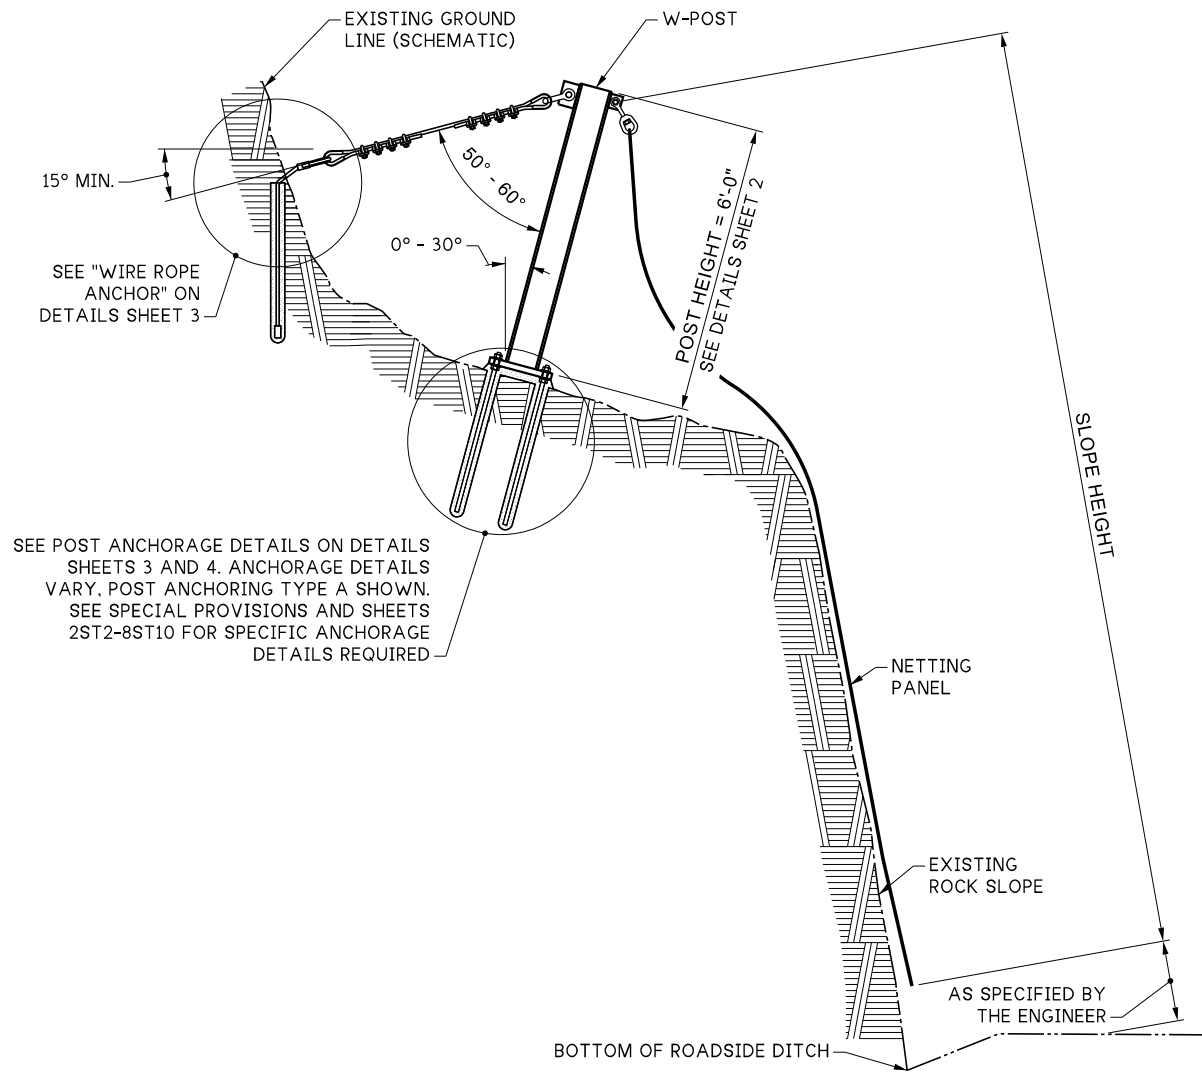 EXISTING GROUND
LINE (SCHEMATIC)
W-POST
15° MIN.
50° - 60°
0° - 30°
POST HEIGHT = 6'-0"
SEE DETAILS SHEET 2
SEE "WIRE ROPE
ANCHOR" ON
DETAILS SHEET 3
SLOPE HEIGHT
SEE POST ANCHORAGE DETAILS ON DETAILS
SHEETS 3 AND 4. ANCHORAGE DETAILS
VARY, POST ANCHORING TYPE A SHOWN.
SEE SPECIAL PROVISIONS AND SHEETS
2ST2-8ST10 FOR SPECIFIC ANCHORAGE
DETAILS REQUIRED
NETTING
PANEL
EXISTING
ROCK SLOPE
AS SPECIFIED BY
THE ENGINEER
BOTTOM OF ROADSIDE DITCH